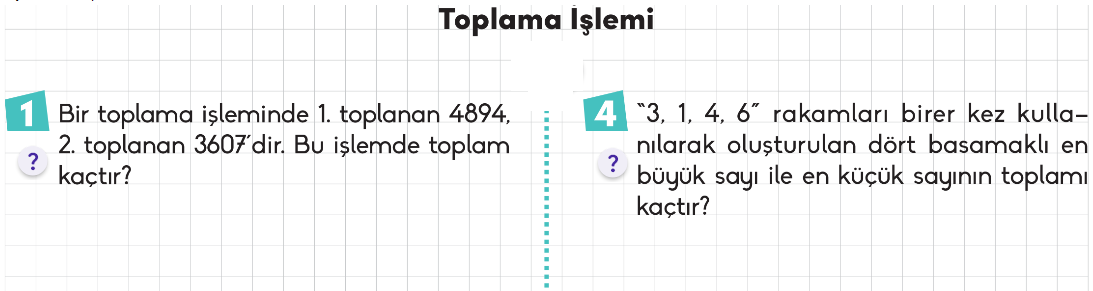 Toplama İşlemi
1
Bir toplama işleminde 1. toplanan 4894,
2. toplanan 3607'dir. Bu işlemde toplam
kaçtır?
?
4
"3, 1, 4, 6" rakamları birer kez kulla-
nılarak oluşturulan dört basamaklı en
büyük sayı ile en küçük sayının toplamı
kaçtır?
?